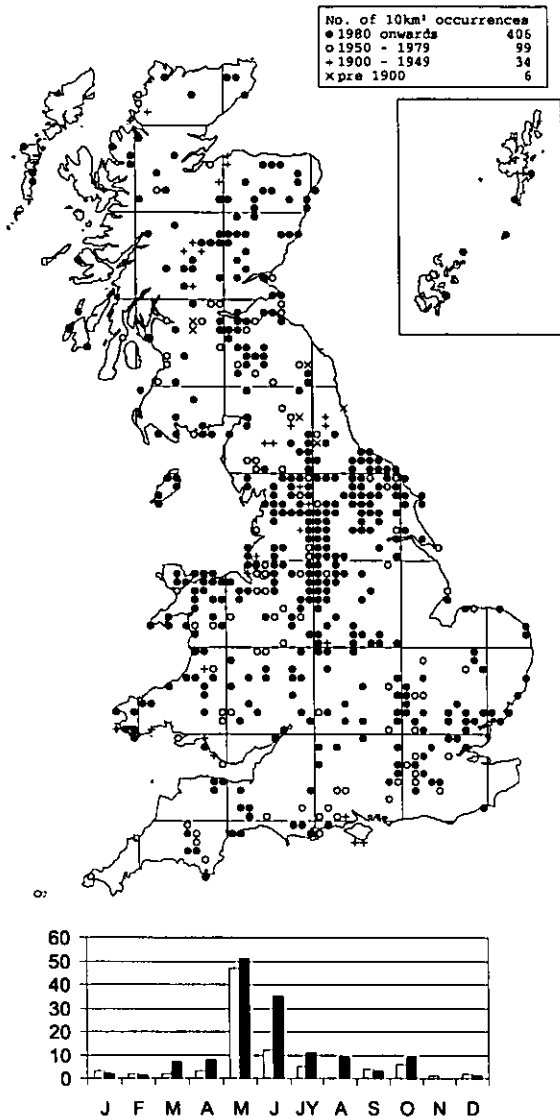 No. of 10km² occurrences
● 1980 onwards 406
○ 1950 - 1979 99
+ 1900 - 1949 34
× pre 1900 6
60
50
40
30
20
10
0
J F M A M J JY A S O N D